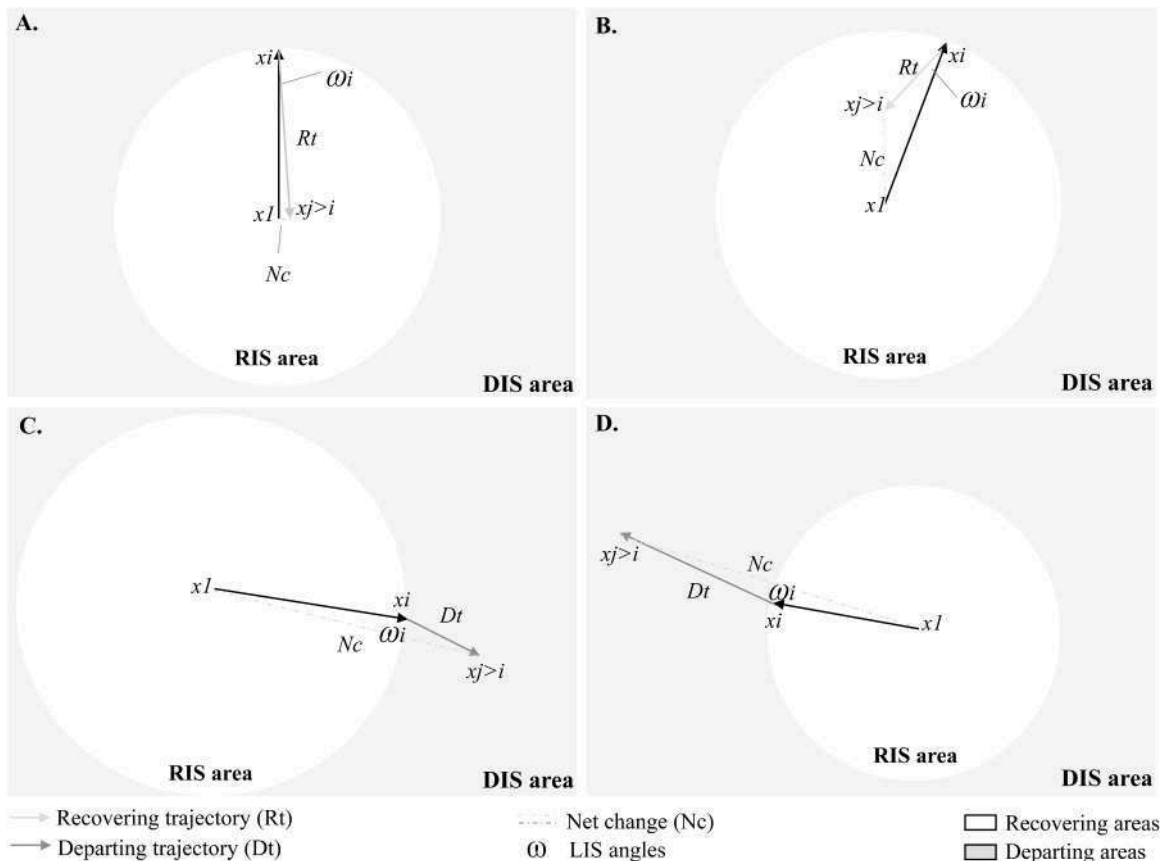 A.
xi
ωi
Rt
x1
xj>i
Nc
RIS area
DIS area
B.
Rt
xi
xj>i
ωi
Nc
x1
RIS area
DIS area
C.
x1
xi
Dt
ωi
Nc
xj>i
RIS area
DIS area
D.
xj>i
Nc
Dt
ωi
xi
x1
RIS area
DIS area
Recovering trajectory (Rt)
Departing trajectory (Dt)
Net change (Nc)
ω LIS angles
Recovering areas
Departing areas